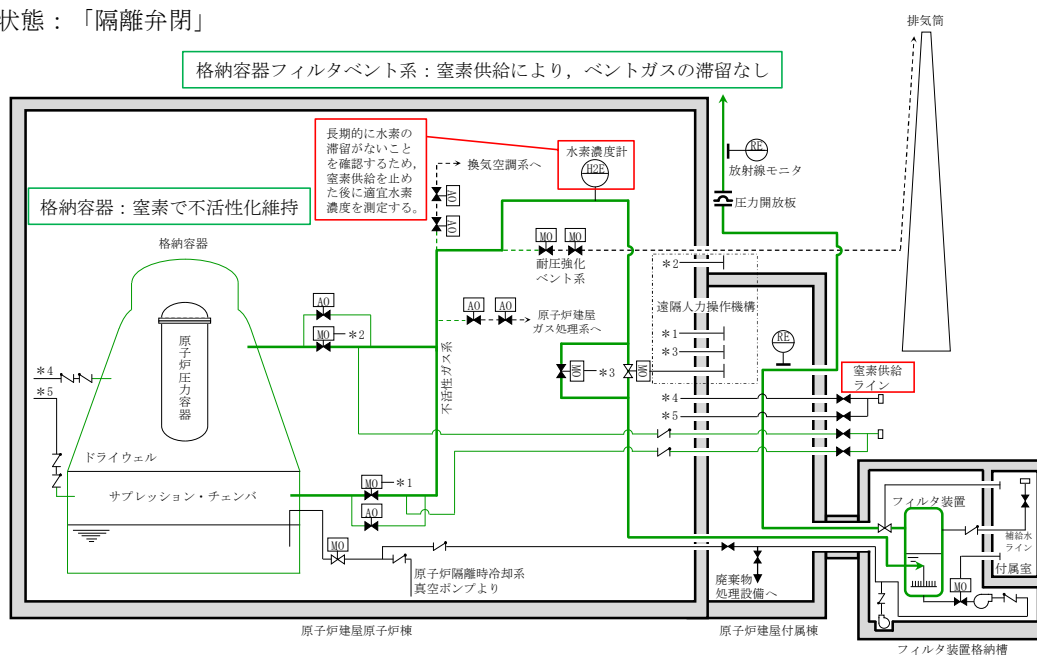 状態：「隔離弁閉」
排気筒
格納容器フィルタベント系：窒素供給により，ベントガスの滞留なし
長期的に水素の
滞留がないこと
を確認するため，
窒素供給を止め
た後に適宜水素
濃度を測定する。
換気空調系へ
水素濃度計
H2E
RE
放射線モニタ
AO
AO
圧力開放板
格納容器：窒素で不活性化維持
格納容器
MO
MO
耐圧強化
ベント系
＊2
遠隔人力操作機構
AO
AO
AO
原子炉建屋
ガス処理系へ
MO
＊2
＊1
RE
原子炉圧力容器
不活性ガス系
＊3
MO
＊3
MO
窒素供給
ライン
＊4
＊5
＊4
＊5
ドライウェル
サプレッション・チェンバ
MO
＊1
AO
フィルタ装置
補給水
ライン
付属室
MO
MO
原子炉隔離時冷却系
真空ポンプより
廃棄物
処理設備へ
原子炉建屋原子炉棟
原子炉建屋付属棟
フィルタ装置格納槽